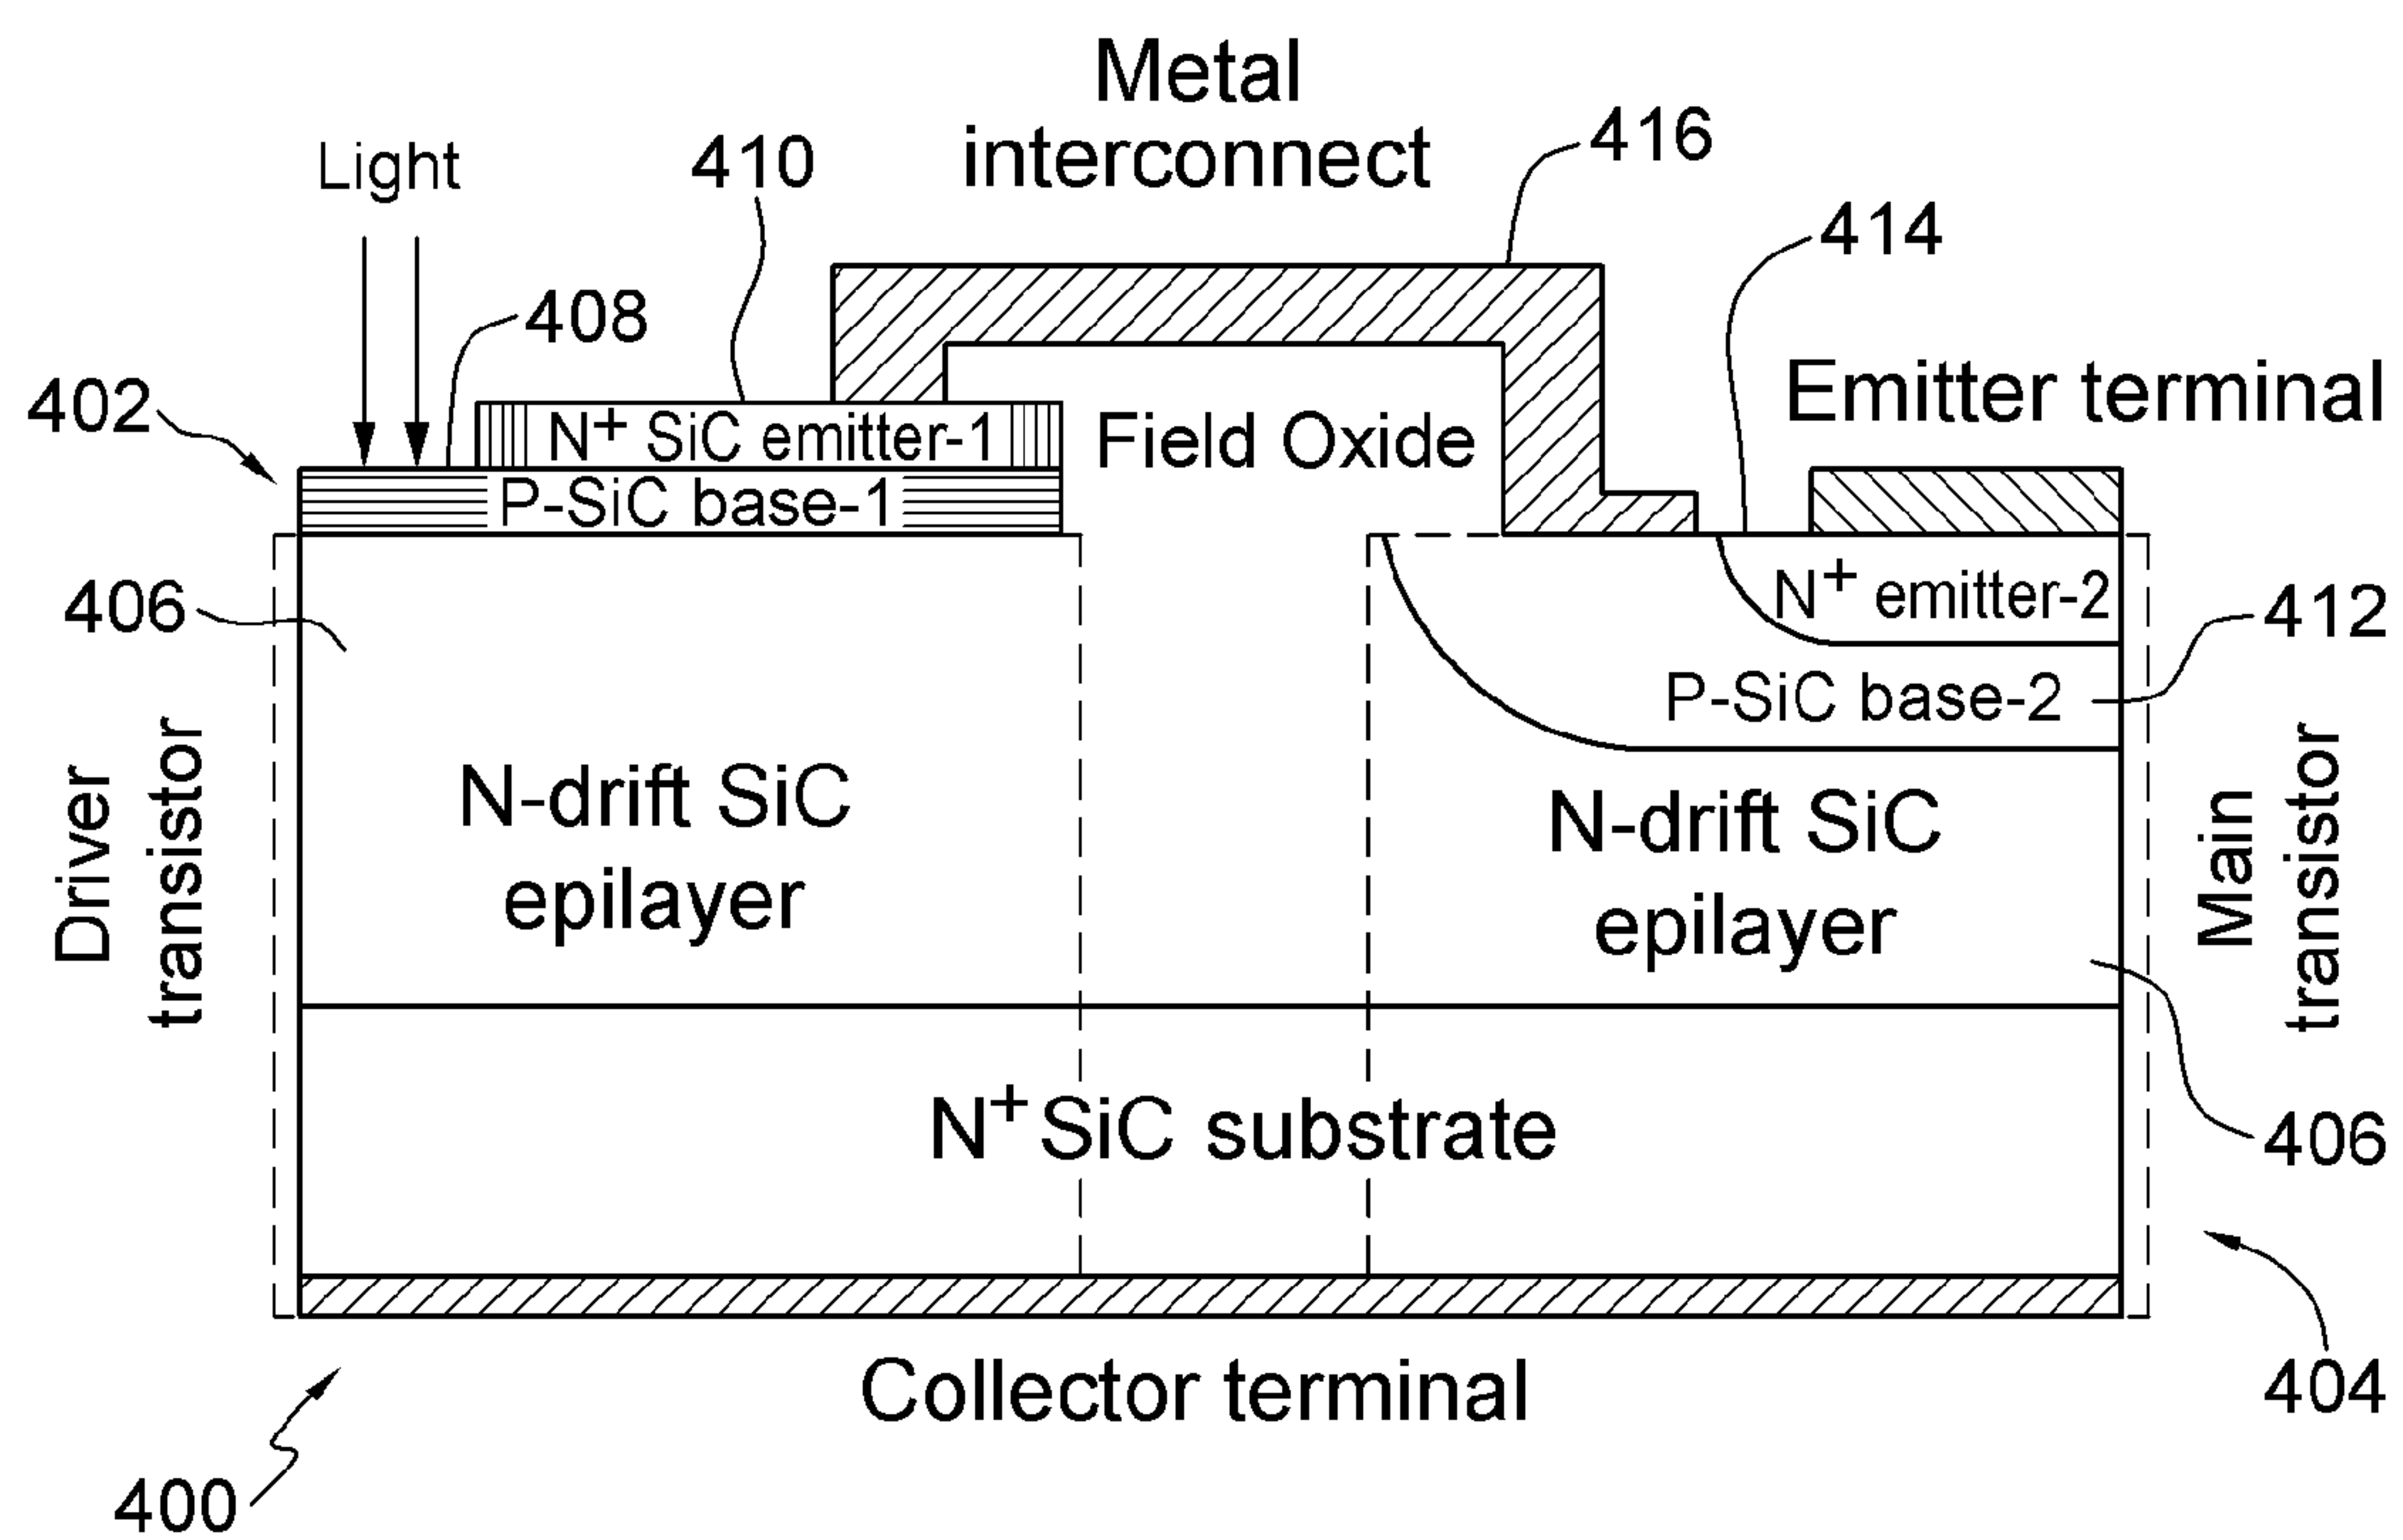 Metal
interconnect
Light
410
416
414
408
402
Emitter terminal
N+ SiC emitter-1
Field Oxide
P-SiC base-1
406
N+ emitter-2
412
P-SiC base-2
Driver
transistor
N-drift SiC
epilayer
N-drift SiC
epilayer
Main
transistor
N+ SiC substrate
406
Collector terminal
404
400